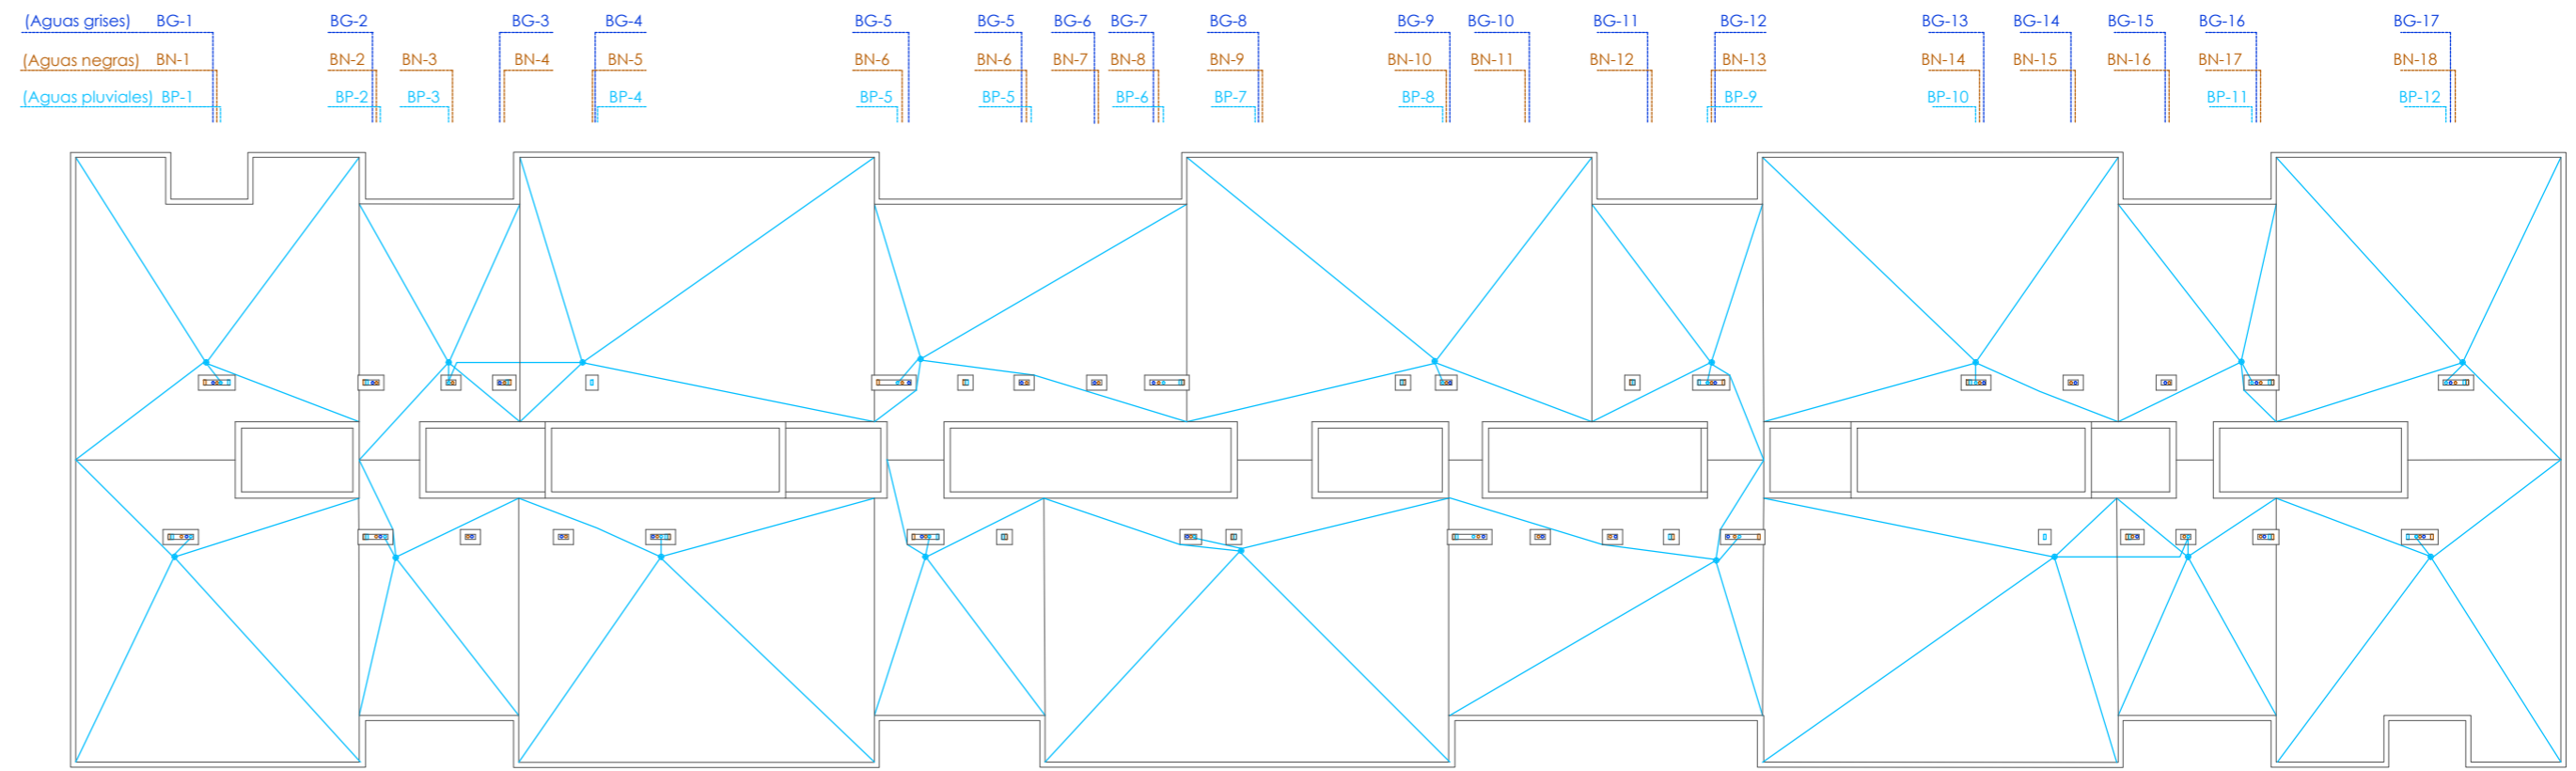 (Aguas grises) BG-1 BG-2 BG-3 BG-4 BG-5 BG-5 BG-6 BG-7 BG-8 BG-9 BG-10 BG-11 BG-12 BG-13 BG-14 BG-15 BG-16 BG-17
(Aguas negras) BN-1 BN-2 BN-3 BN-4 BN-5 BN-6 BN-6 BN-7 BN-8 BN-9 BN-10 BN-11 BN-12 BN-13 BN-14 BN-15 BN-16 BN-17 BN-18
(Aguas pluviales) BP-1 BP-2 BP-3 BP-4 BP-5 BP-5 BP-6 BP-7 BP-8 BP-9 BP-10 BP-11 BP-12